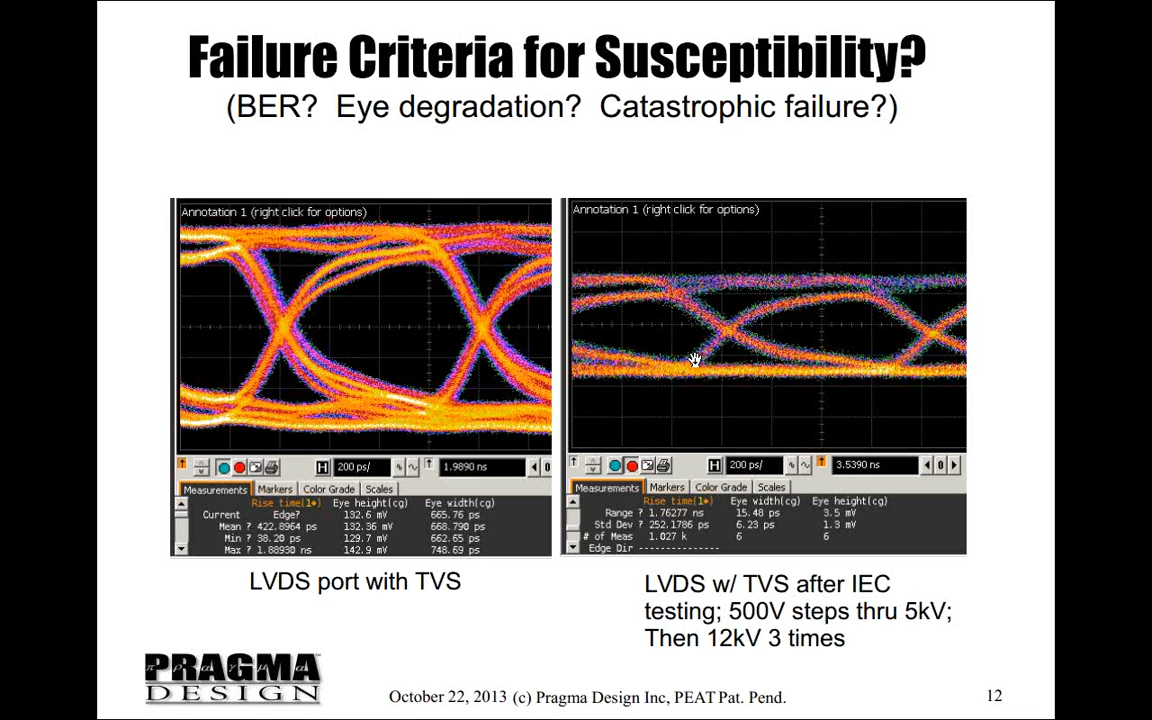 Failure Criteria for Susceptibility?
(BER? Eye degradation? Catastrophic failure?)
Annotation 1 (right click for options)
H 200 ps/ 1.9890 ns 0
Measurements Markers Color Grade Scales
Rise time(1) Eye height(cg) Eye width(cg)
Current Edge? 132.6 mV 665.76 ps
Mean ? 422.8964 ps 132.36 mV 668.790 ps
Min ? 38.20 ps 129.7 mV 662.65 ps
Max ? 1.88930 ns 142.9 mV 748.69 ps
LVDS port with TVS
Annotation 1 (right click for options)
H 200 ps/ 3.5390 ns 0
Measurements Markers Color Grade Scales
Rise time(1) Eye width(cg) Eye height(cg)
Range ? 1.76277 ns 15.48 ps 3.5 mV
Std Dev ? 252.1786 ps 6.23 ps 1.3 mV
# of Meas 1.027 k 6 6
Edge Dir ---------------
LVDS w/ TVS after IEC
testing; 500V steps thru 5kV;
Then 12kV 3 times
π ρ α γ μ α
PRAGMA
DESIGN
October 22, 2013 (c) Pragma Design Inc, PEAT Pat. Pend.
12